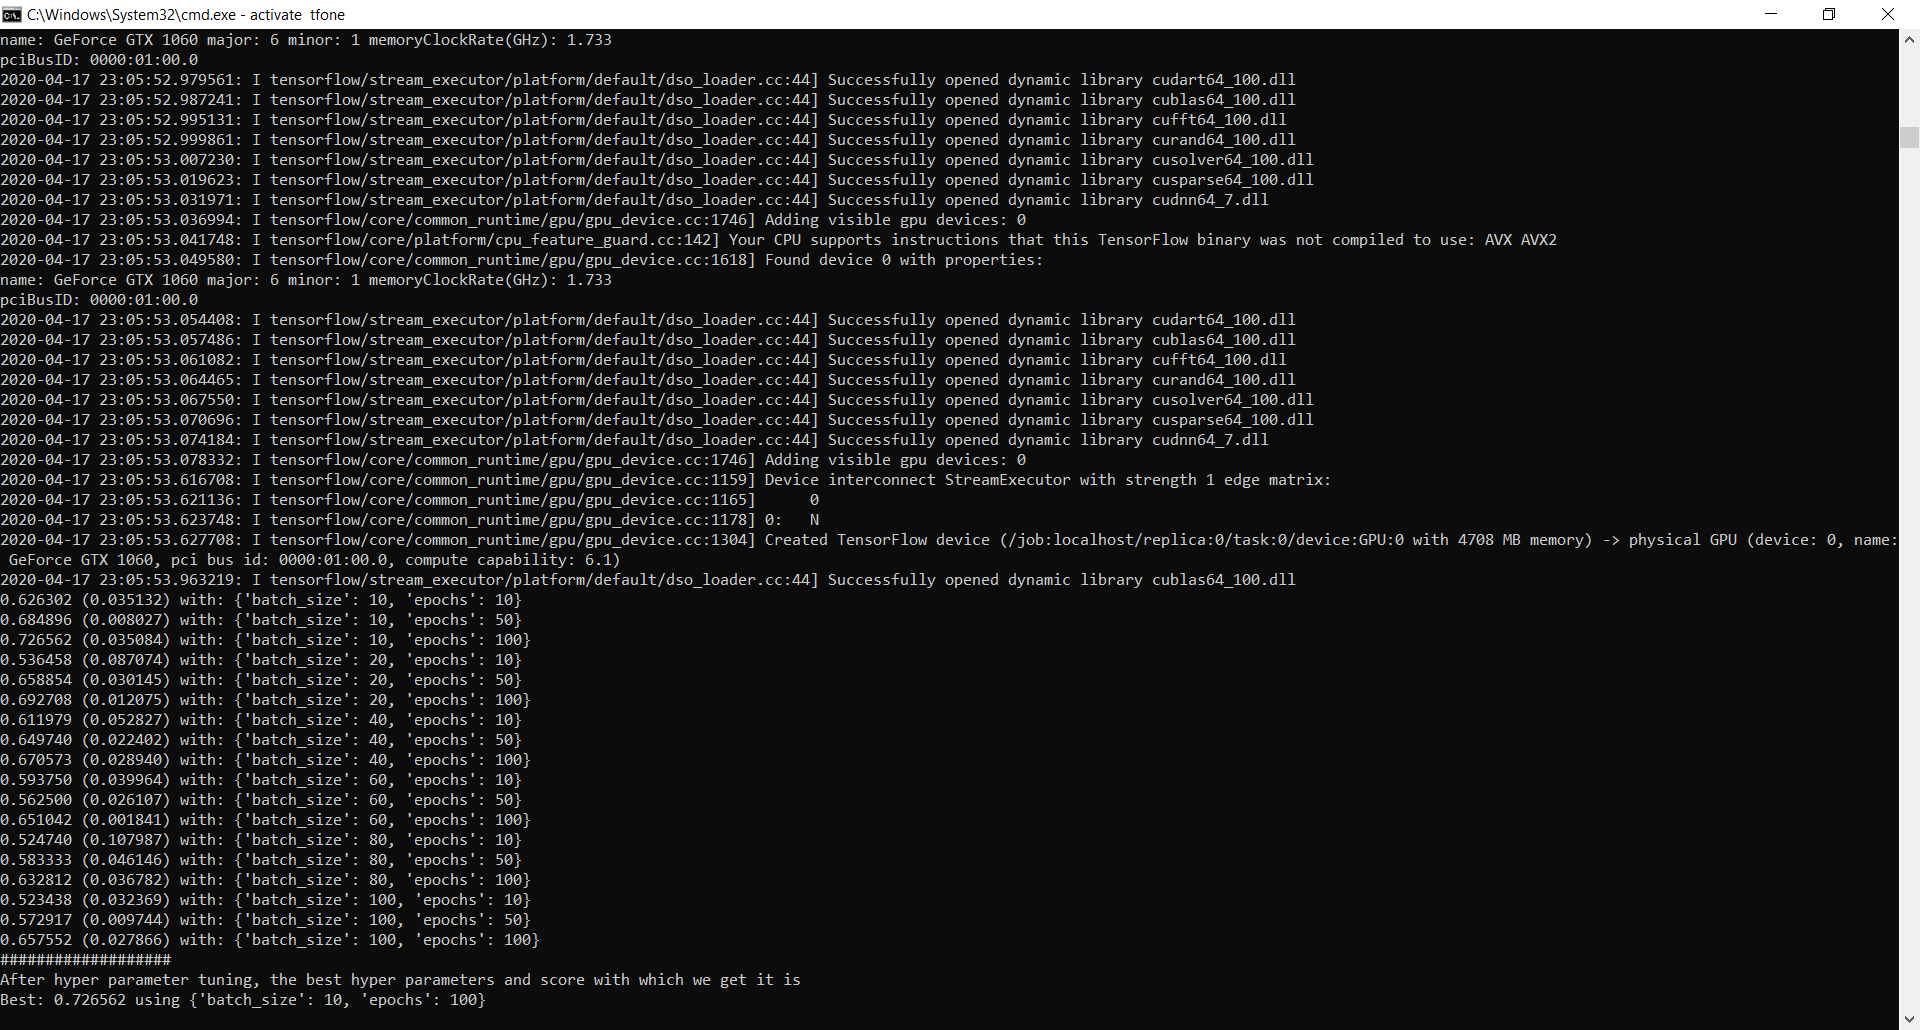 C:\Windows\System32\cmd.exe - activate  tfone
name: GeForce GTX 1060 major: 6 minor: 1 memoryClockRate(GHz): 1.733
pciBusID: 0000:01:00.0
2020-04-17 23:05:52.979561: I tensorflow/stream_executor/platform/default/dso_loader.cc:44] Successfully opened dynamic library cudart64_100.dll
2020-04-17 23:05:52.987241: I tensorflow/stream_executor/platform/default/dso_loader.cc:44] Successfully opened dynamic library cublas64_100.dll
2020-04-17 23:05:52.995131: I tensorflow/stream_executor/platform/default/dso_loader.cc:44] Successfully opened dynamic library cufft64_100.dll
2020-04-17 23:05:52.999861: I tensorflow/stream_executor/platform/default/dso_loader.cc:44] Successfully opened dynamic library curand64_100.dll
2020-04-17 23:05:53.007230: I tensorflow/stream_executor/platform/default/dso_loader.cc:44] Successfully opened dynamic library cusolver64_100.dll
2020-04-17 23:05:53.019623: I tensorflow/stream_executor/platform/default/dso_loader.cc:44] Successfully opened dynamic library cusparse64_100.dll
2020-04-17 23:05:53.031971: I tensorflow/stream_executor/platform/default/dso_loader.cc:44] Successfully opened dynamic library cudnn64_7.dll
2020-04-17 23:05:53.036994: I tensorflow/core/common_runtime/gpu/gpu_device.cc:1746] Adding visible gpu devices: 0
2020-04-17 23:05:53.041748: I tensorflow/core/platform/cpu_feature_guard.cc:142] Your CPU supports instructions that this TensorFlow binary was not compiled to use: AVX AVX2
2020-04-17 23:05:53.049580: I tensorflow/core/common_runtime/gpu/gpu_device.cc:1618] Found device 0 with properties:
name: GeForce GTX 1060 major: 6 minor: 1 memoryClockRate(GHz): 1.733
pciBusID: 0000:01:00.0
2020-04-17 23:05:53.054408: I tensorflow/stream_executor/platform/default/dso_loader.cc:44] Successfully opened dynamic library cudart64_100.dll
2020-04-17 23:05:53.057486: I tensorflow/stream_executor/platform/default/dso_loader.cc:44] Successfully opened dynamic library cublas64_100.dll
2020-04-17 23:05:53.061082: I tensorflow/stream_executor/platform/default/dso_loader.cc:44] Successfully opened dynamic library cufft64_100.dll
2020-04-17 23:05:53.064465: I tensorflow/stream_executor/platform/default/dso_loader.cc:44] Successfully opened dynamic library curand64_100.dll
2020-04-17 23:05:53.067550: I tensorflow/stream_executor/platform/default/dso_loader.cc:44] Successfully opened dynamic library cusolver64_100.dll
2020-04-17 23:05:53.070696: I tensorflow/stream_executor/platform/default/dso_loader.cc:44] Successfully opened dynamic library cusparse64_100.dll
2020-04-17 23:05:53.074184: I tensorflow/stream_executor/platform/default/dso_loader.cc:44] Successfully opened dynamic library cudnn64_7.dll
2020-04-17 23:05:53.078332: I tensorflow/core/common_runtime/gpu/gpu_device.cc:1746] Adding visible gpu devices: 0
2020-04-17 23:05:53.616708: I tensorflow/core/common_runtime/gpu/gpu_device.cc:1159] Device interconnect StreamExecutor with strength 1 edge matrix:
2020-04-17 23:05:53.621136: I tensorflow/core/common_runtime/gpu/gpu_device.cc:1165]      0
2020-04-17 23:05:53.623748: I tensorflow/core/common_runtime/gpu/gpu_device.cc:1178] 0:   N
2020-04-17 23:05:53.627708: I tensorflow/core/common_runtime/gpu/gpu_device.cc:1304] Created TensorFlow device (/job:localhost/replica:0/task:0/device:GPU:0 with 4708 MB memory) -> physical GPU (device: 0, name:
GeForce GTX 1060, pci bus id: 0000:01:00.0, compute capability: 6.1)
2020-04-17 23:05:53.963219: I tensorflow/stream_executor/platform/default/dso_loader.cc:44] Successfully opened dynamic library cublas64_100.dll
0.626302 (0.035132) with: {'batch_size': 10, 'epochs': 10}
0.684896 (0.008027) with: {'batch_size': 10, 'epochs': 50}
0.726562 (0.035084) with: {'batch_size': 10, 'epochs': 100}
0.536458 (0.087074) with: {'batch_size': 20, 'epochs': 10}
0.658854 (0.030145) with: {'batch_size': 20, 'epochs': 50}
0.692708 (0.012075) with: {'batch_size': 20, 'epochs': 100}
0.611979 (0.052827) with: {'batch_size': 40, 'epochs': 10}
0.649740 (0.022402) with: {'batch_size': 40, 'epochs': 50}
0.670573 (0.028940) with: {'batch_size': 40, 'epochs': 100}
0.593750 (0.039964) with: {'batch_size': 60, 'epochs': 10}
0.562500 (0.026107) with: {'batch_size': 60, 'epochs': 50}
0.651042 (0.001841) with: {'batch_size': 60, 'epochs': 100}
0.524740 (0.107987) with: {'batch_size': 80, 'epochs': 10}
0.583333 (0.046146) with: {'batch_size': 80, 'epochs': 50}
0.632812 (0.036782) with: {'batch_size': 80, 'epochs': 100}
0.523438 (0.032369) with: {'batch_size': 100, 'epochs': 10}
0.572917 (0.009744) with: {'batch_size': 100, 'epochs': 50}
0.657552 (0.027866) with: {'batch_size': 100, 'epochs': 100}
###################
After hyper parameter tuning, the best hyper parameters and score with which we get it is
Best: 0.726562 using {'batch_size': 10, 'epochs': 100}